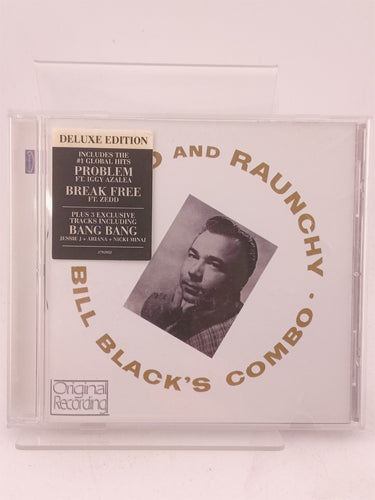 DELUXE EDITION
INCLUDES THE
#1 GLOBAL HITS
PROBLEM
FT. IGGY AZALEA
BREAK FREE
FT. ZEDD
PLUS 3 EXCLUSIVE
TRACKS INCLUDING
BANG BANG
JESSIE J + ARIANA + NICKI MINAJ
O AND RAUNCHY ·
BILL BLACK'S COMBO ·
Original
Recording